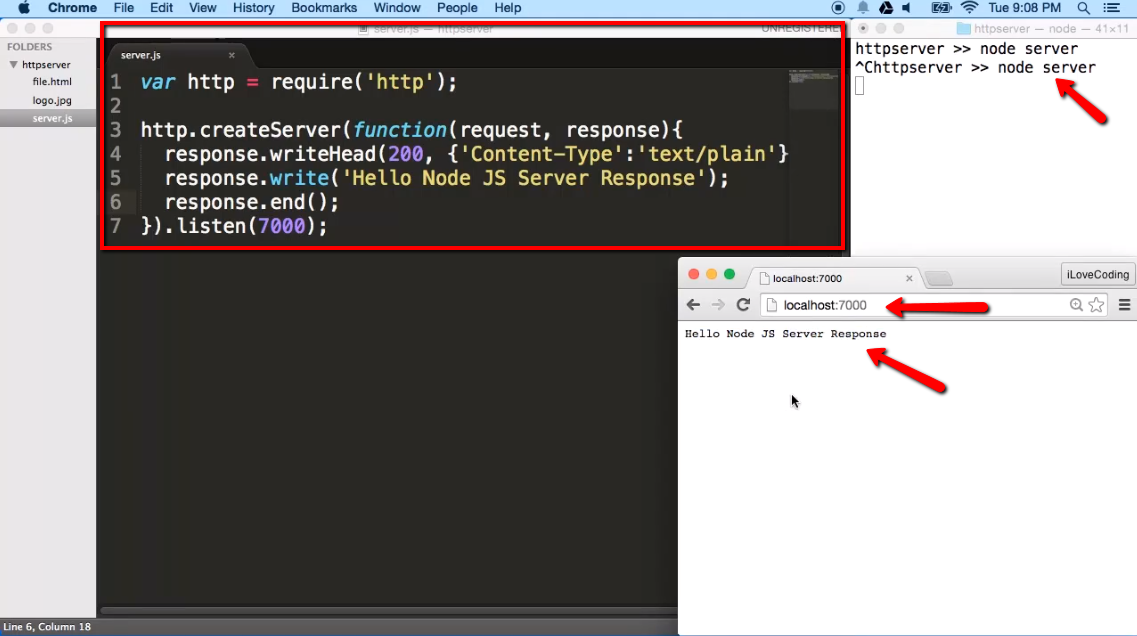 Chrome File Edit View History Bookmarks Window People Help Tue 9:08 PM
server.js — httpserver UNREGISTERE httpserver — node — 41×11
FOLDERS
httpserver
file.html
logo.jpg
server.js
server.js
1 var http = require('http');
2
3 http.createServer(function(request, response){
4 response.writeHead(200, {'Content-Type':'text/plain'}
5 response.write('Hello Node JS Server Response');
6 response.end();
7 }).listen(7000);
httpserver >> node server
^Chttpserver >> node server
localhost:7000 iLoveCoding
localhost:7000
Hello Node JS Server Response
Line 6, Column 18